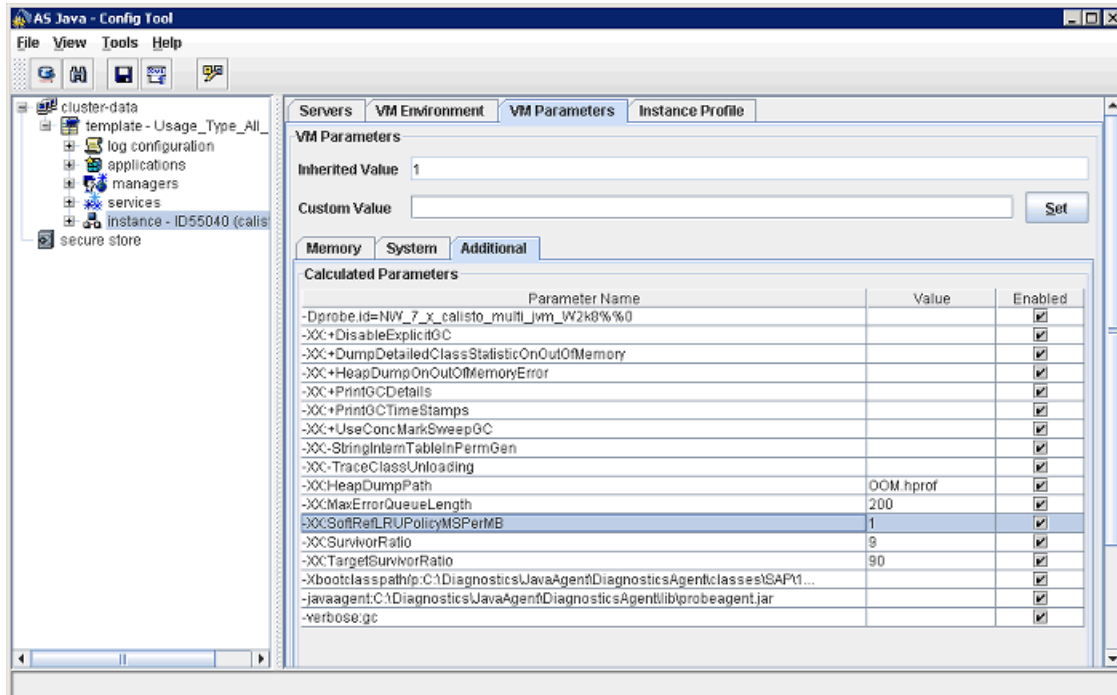 AS Java - Config Tool
File View Tools Help
cluster-data
template - Usage_Type_All_
log configuration
applications
managers
services
instance - ID55040 (calis
secure store
Servers VM Environment VM Parameters Instance Profile
VM Parameters
Inherited Value 1
Custom Value Set
Memory System Additional
Calculated Parameters
Parameter Name Value Enabled
-Dprobe.id=NW_7_x_calisto_multi_jvm_W2k8%%0
-XX:+DisableExplicitGC
-XX:+DumpDetailedClassStatisticOnOutOfMemory
-XX:+HeapDumpOnOutOfMemoryError
-XX:+PrintGCDetails
-XX:+PrintGCTimeStamps
-XX:+UseConcMarkSweepGC
-XX:-StringInternTableInPermGen
-XX:-TraceClassUnloading
-XX:HeapDumpPath OOM.hprof
-XX:MaxErrorQueueLength 200
-XX:SoftRefLRUPolicyMSPerMB 1
-XX:SurvivorRatio 9
-XX:TargetSurvivorRatio 90
-Xbootclasspath/p:C:\Diagnostics\JavaAgent\DiagnosticsAgent\classes\SAP\1...
-javaagent:C:\Diagnostics\JavaAgent\DiagnosticsAgent\lib\probeagent.jar
-verbose:gc